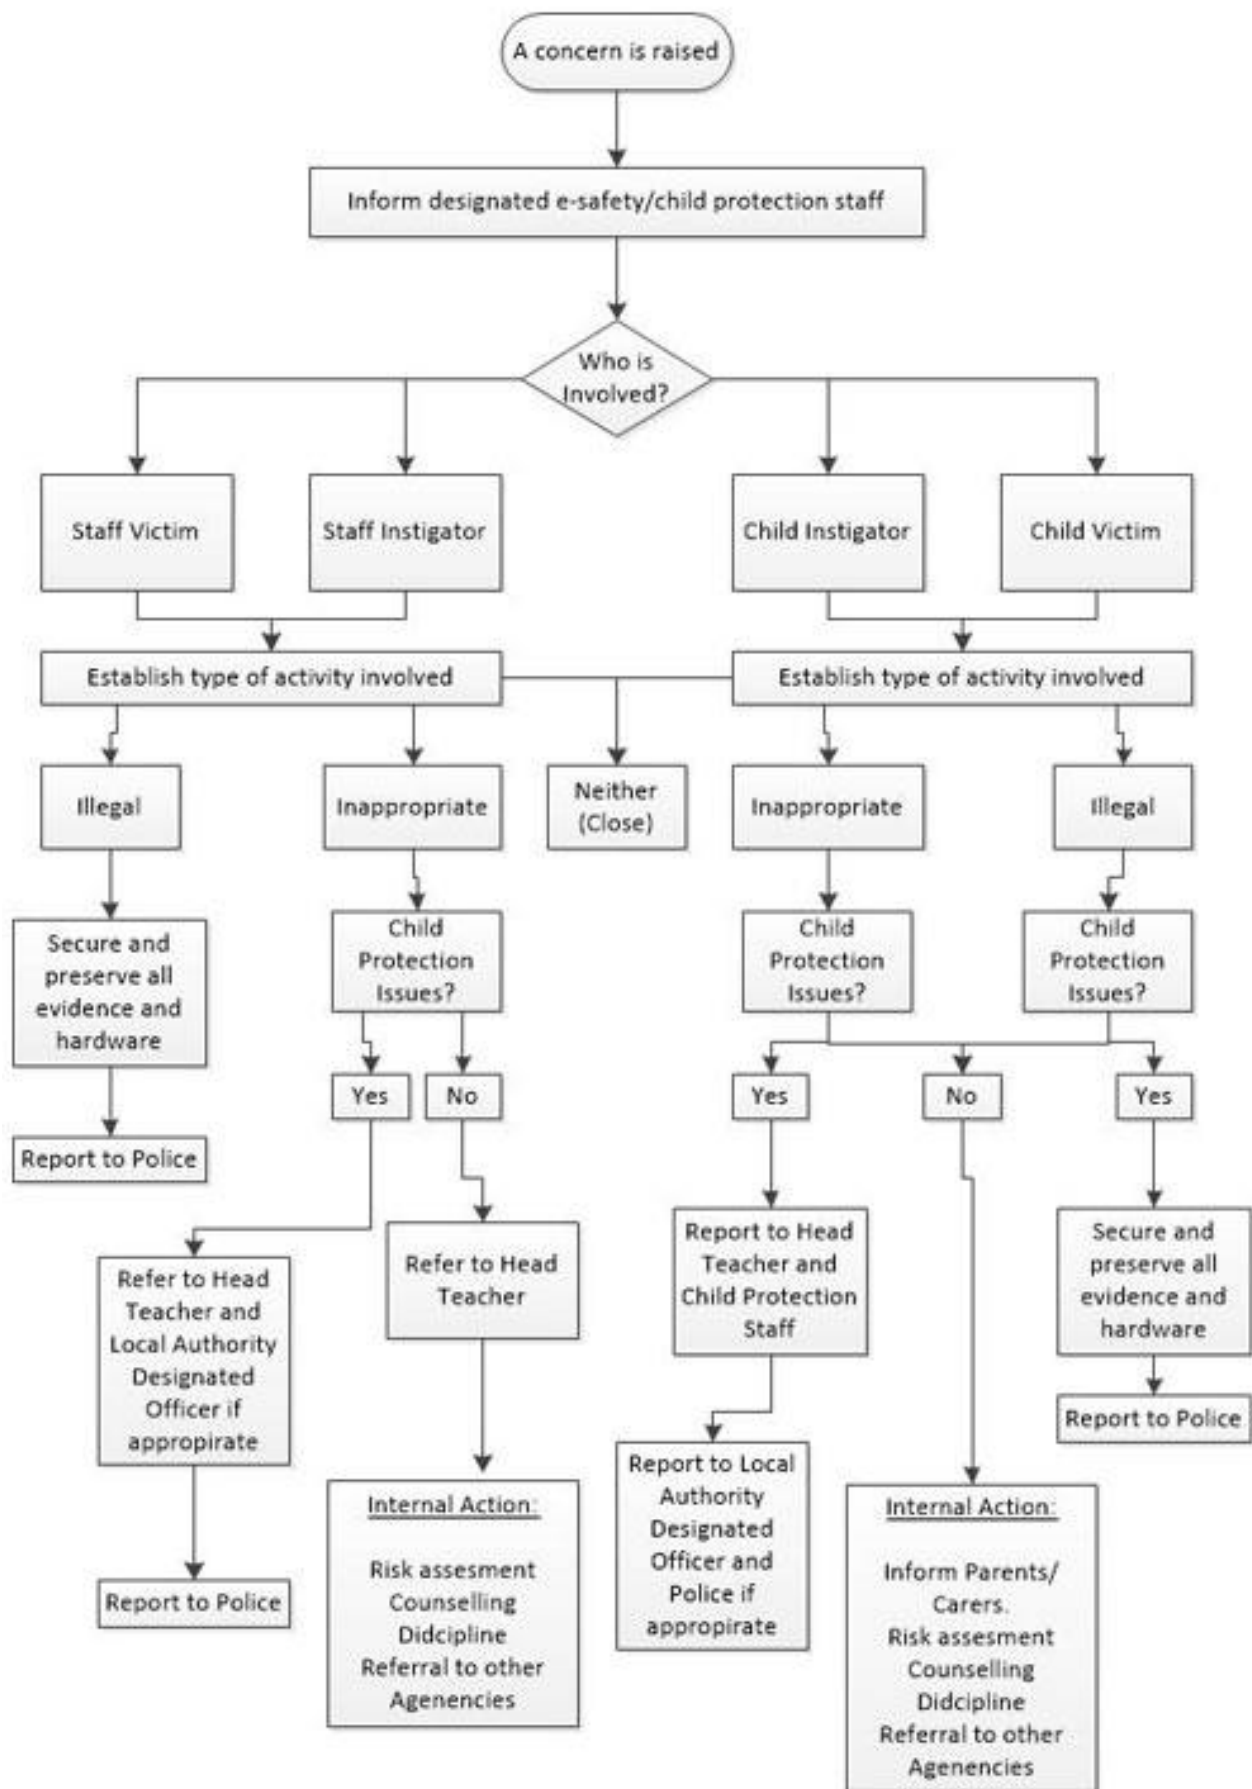 A concern is raised
Inform designated e-safety/child protection staff
Who is
Involved?
Staff Victim
Staff Instigator
Child Instigator
Child Victim
Establish type of activity involved
Establish type of activity involved
Illegal
Inappropriate
Neither
(Close)
Inappropriate
Illegal
Secure and
preserve all
evidence and
hardware
Child
Protection
Issues?
Child
Protection
Issues?
Child
Protection
Issues?
Yes
No
Yes
No
Yes
Report to Police
Refer to Head
Teacher and
Local Authority
Designated
Officer if
appropirate
Refer to Head
Teacher
Report to Head
Teacher and
Child Protection
Staff
Secure and
preserve all
evidence and
hardware
Report to Police
Report to Local
Authority
Designated
Officer and
Police if
appropirate
Internal Action:
Risk assesment
Counselling
Didcipline
Referral to other
Agenencies
Internal Action:
Inform Parents/
Carers.
Risk assesment
Counselling
Didcipline
Referral to other
Agenencies
Report to Police